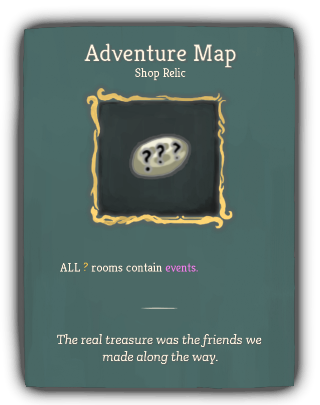 Adventure Map
Shop Relic
? ? ?
ALL ? rooms contain events.
The real treasure was the friends we
made along the way.